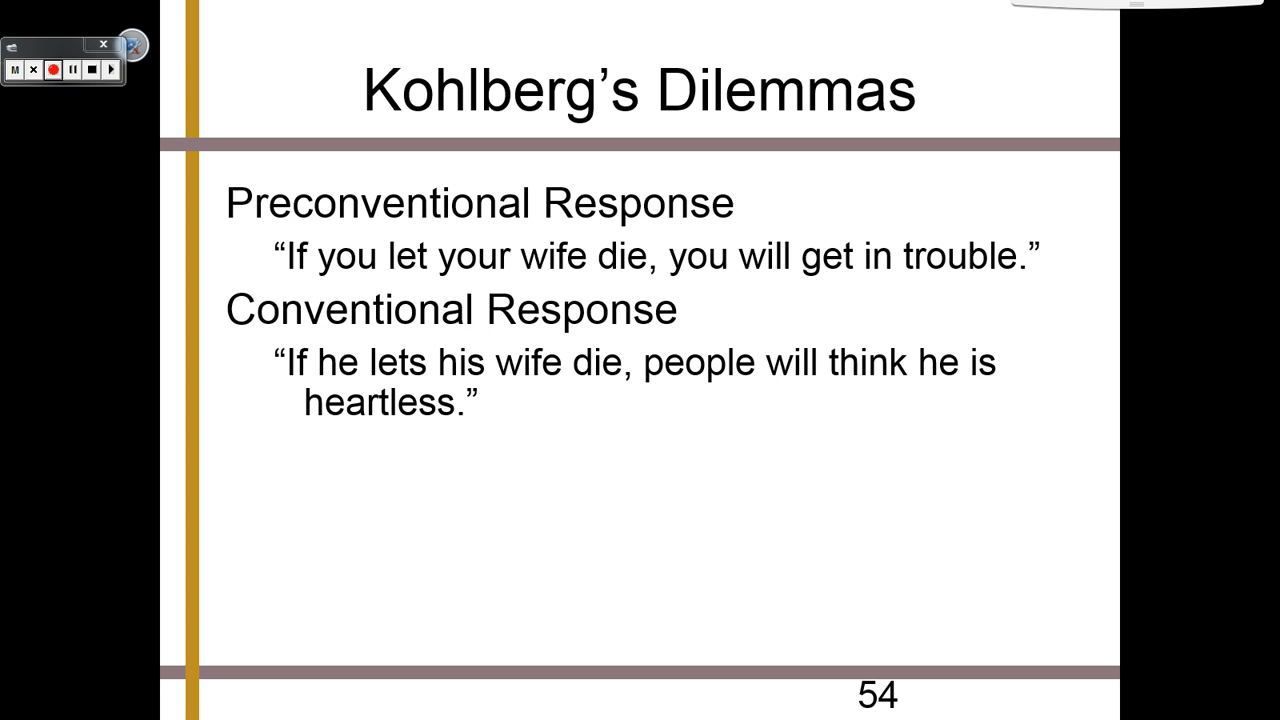 M
Kohlberg’s Dilemmas
Preconventional Response
“If you let your wife die, you will get in trouble.”
Conventional Response
“If he lets his wife die, people will think he is
heartless.”
54